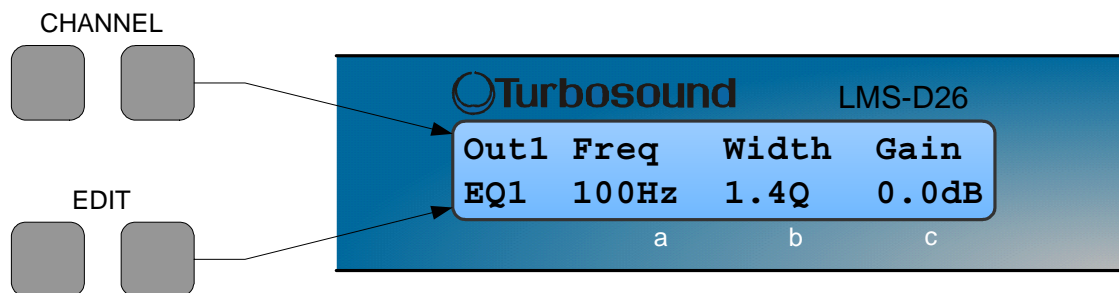 CHANNEL
Turbosound LMS-D26
Out1 Freq Width Gain
EQ1 100Hz 1.4Q 0.0dB
EDIT
a b c